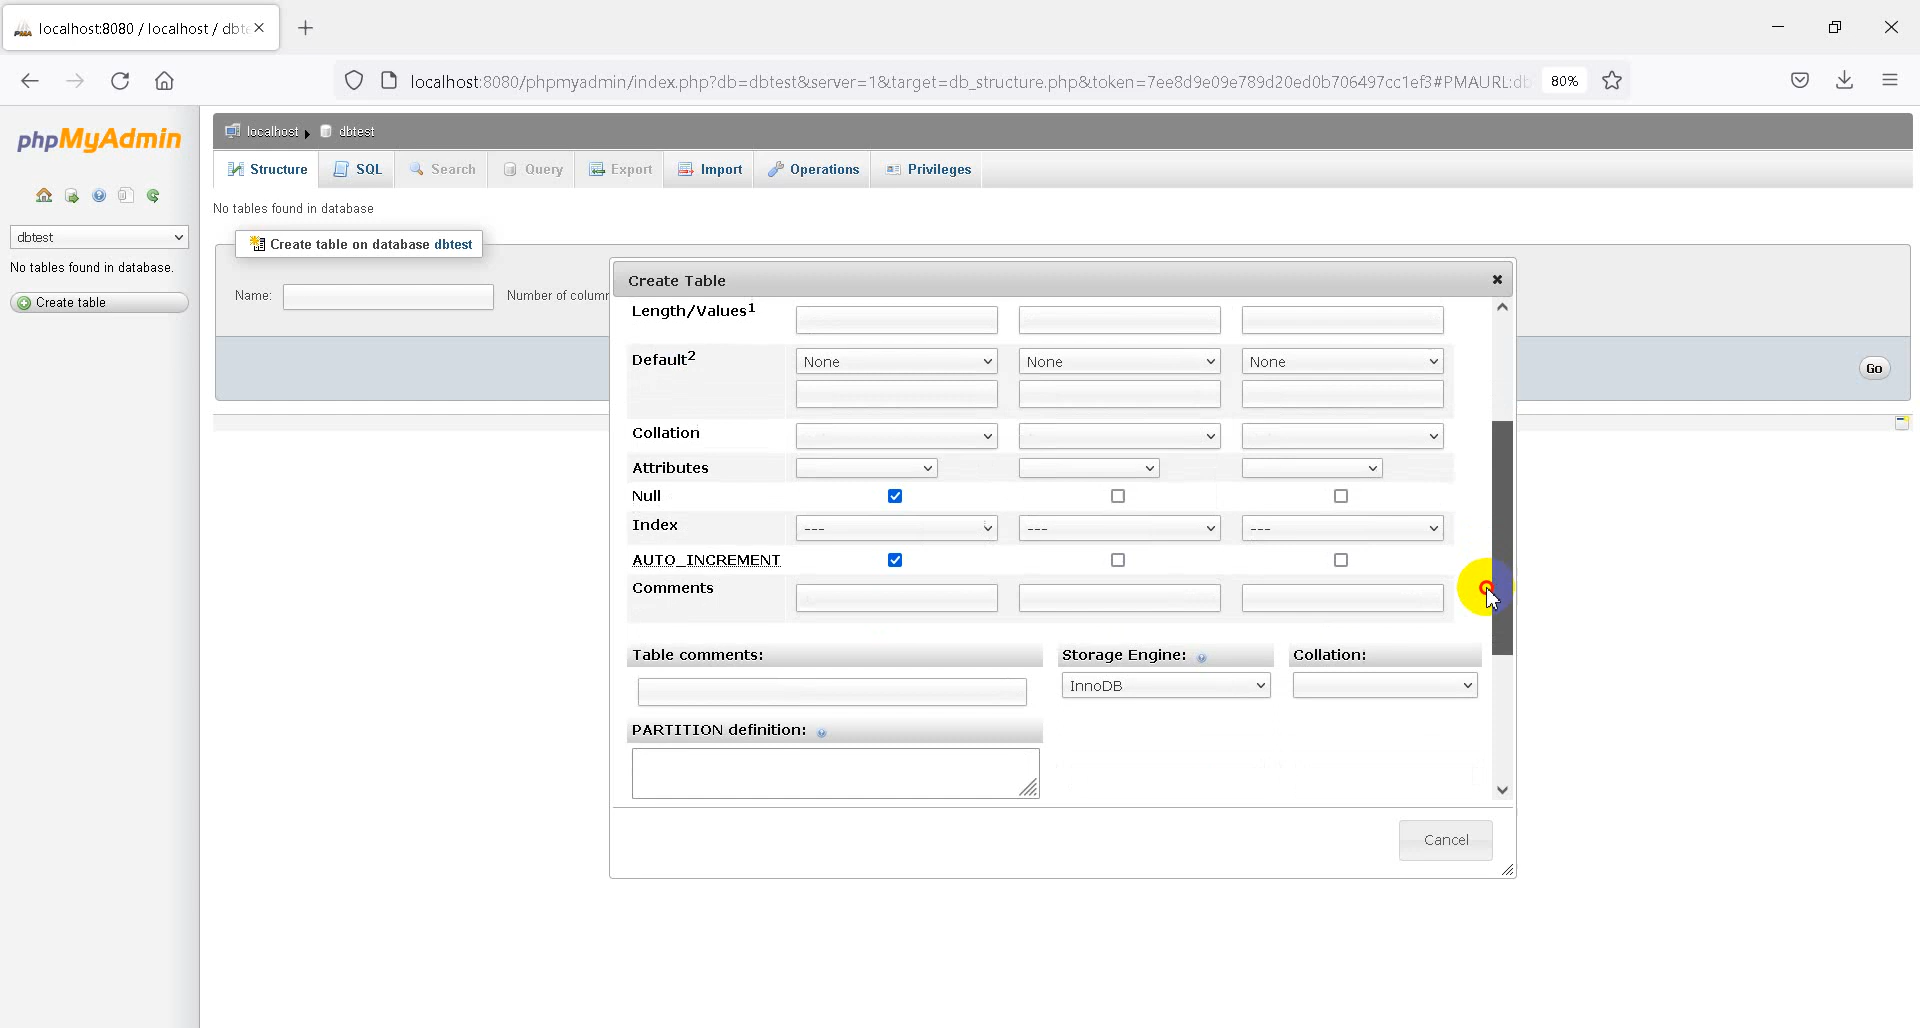 localhost:8080 / localhost / dbte
localhost:8080/phpmyadmin/index.php?db=dbtest&server=1&target=db_structure.php&token=7ee8d9e09e789d20ed0b706497cc1ef3#PMAURL:db
80%
phpMyAdmin
dbtest
No tables found in database.
Create table
localhost dbtest
Structure SQL Search Query Export Import Operations Privileges
No tables found in database
Create table on database dbtest
Name: Number of column
Go
Create Table
Length/Values1
Default2 None None None
Collation
Attributes
Null
Index --- --- ---
AUTO_INCREMENT
Comments
Table comments: Storage Engine: Collation:
InnoDB
PARTITION definition:
Cancel